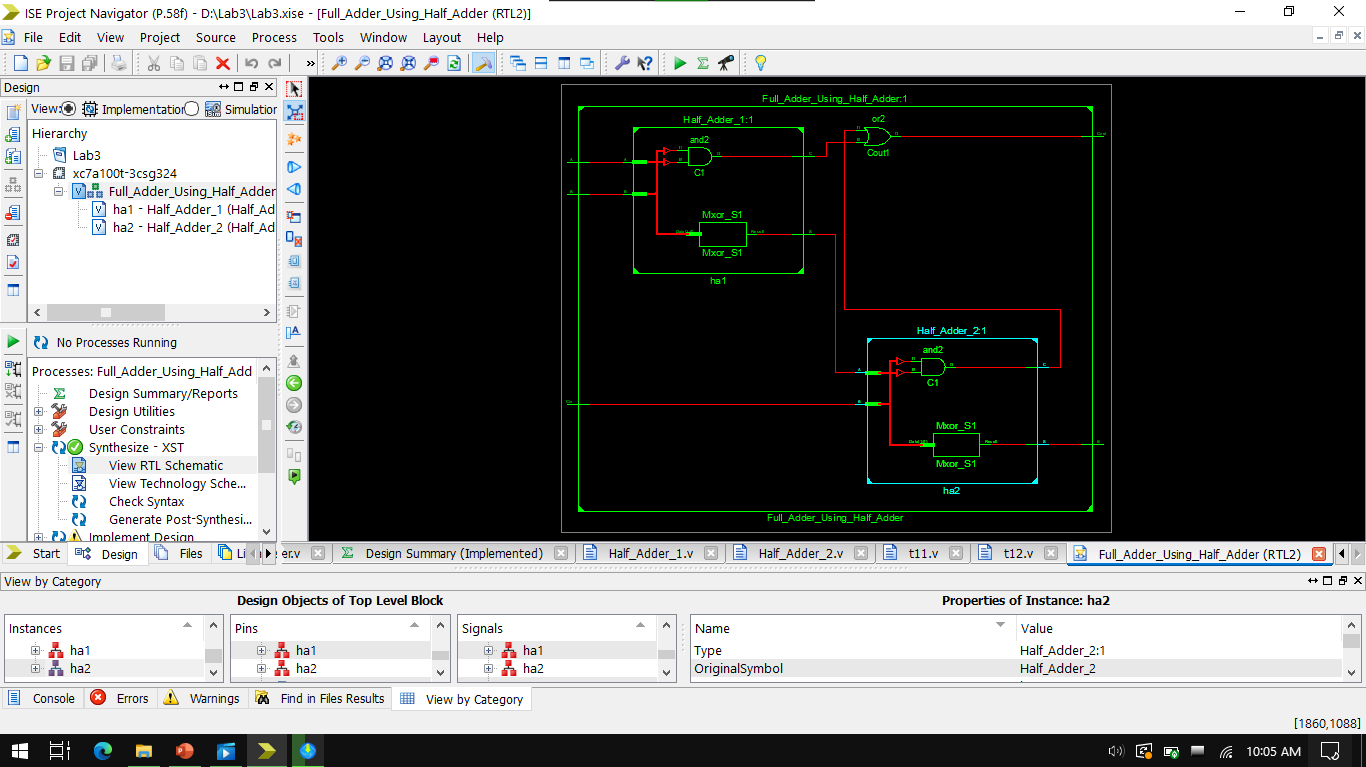 ISE Project Navigator (P.58f) - D:\Lab3\Lab3.xise - [Full_Adder_Using_Half_Adder (RTL2)]
File Edit View Project Source Process Tools Window Layout Help
»
Design
View: Implementation Simulation
Hierarchy
Lab3
xc7a100t-3csg324
Full_Adder_Using_Half_Adder
ha1 - Half_Adder_1 (Half_Ad
ha2 - Half_Adder_2 (Half_Ad
No Processes Running
Processes: Full_Adder_Using_Half_Add
Design Summary/Reports
Design Utilities
User Constraints
Synthesize - XST
View RTL Schematic
View Technology Sche...
Check Syntax
Generate Post-Synthesi...
Implement Design
Full_Adder_Using_Half_Adder:1
Half_Adder_1:1
or2
and2
Cout1
C1
Mxor_S1
Mxor_S1
ha1
Half_Adder_2:1
and2
C1
Mxor_S1
Mxor_S1
ha2
Full_Adder_Using_Half_Adder
Start Design Files
Design Summary (Implemented) Half_Adder_1.v Half_Adder_2.v t11.v t12.v Full_Adder_Using_Half_Adder (RTL2)
View by Category
Design Objects of Top Level Block
Properties of Instance: ha2
Instances Pins Signals Name Value
ha1 ha1 ha1 Type Half_Adder_2:1
ha2 ha2 ha2 OriginalSymbol Half_Adder_2
Console Errors Warnings Find in Files Results View by Category
[1860,1088]
10:05 AM